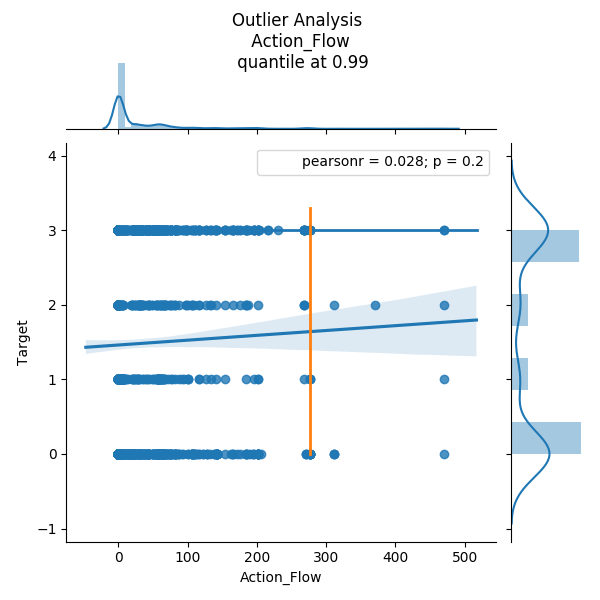 Outlier Analysis
Action_Flow
quantile at 0.99
pearsonr = 0.028; p = 0.2
4
3
2
1
0
−1
Target
0 100 200 300 400 500
Action_Flow